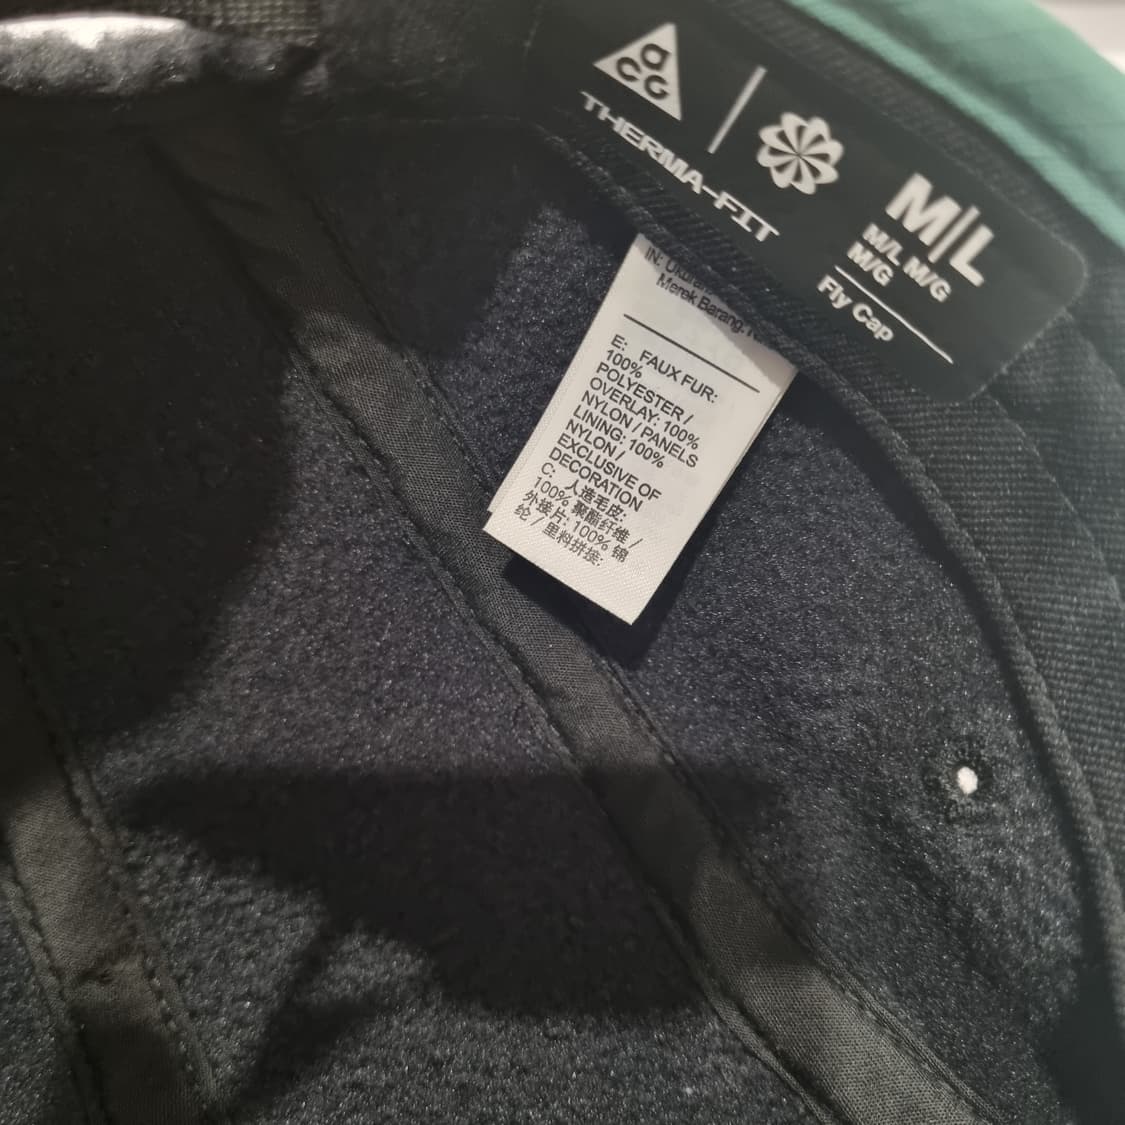 aCG
THERMA-FIT
M|L
M/L M/G
M/G
Fly Cap
IN: Ukuran
Merek Barang:
E: FAUX FUR:
100%
POLYESTER /
OVERLAY: 100%
NYLON / PANELS
LINING: 100%
NYLON /
EXCLUSIVE OF
DECORATION
C: 人造毛皮:
100% 聚酯纤维 /
外接片: 100% 锦
纶 / 里料拼接: